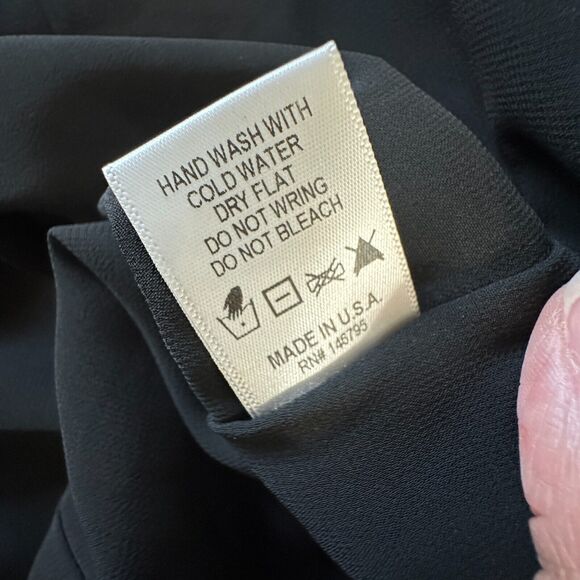 HAND WASH WITH
COLD WATER
DRY FLAT
DO NOT WRING
DO NOT BLEACH
MADE IN U.S.A.
RN# 146795